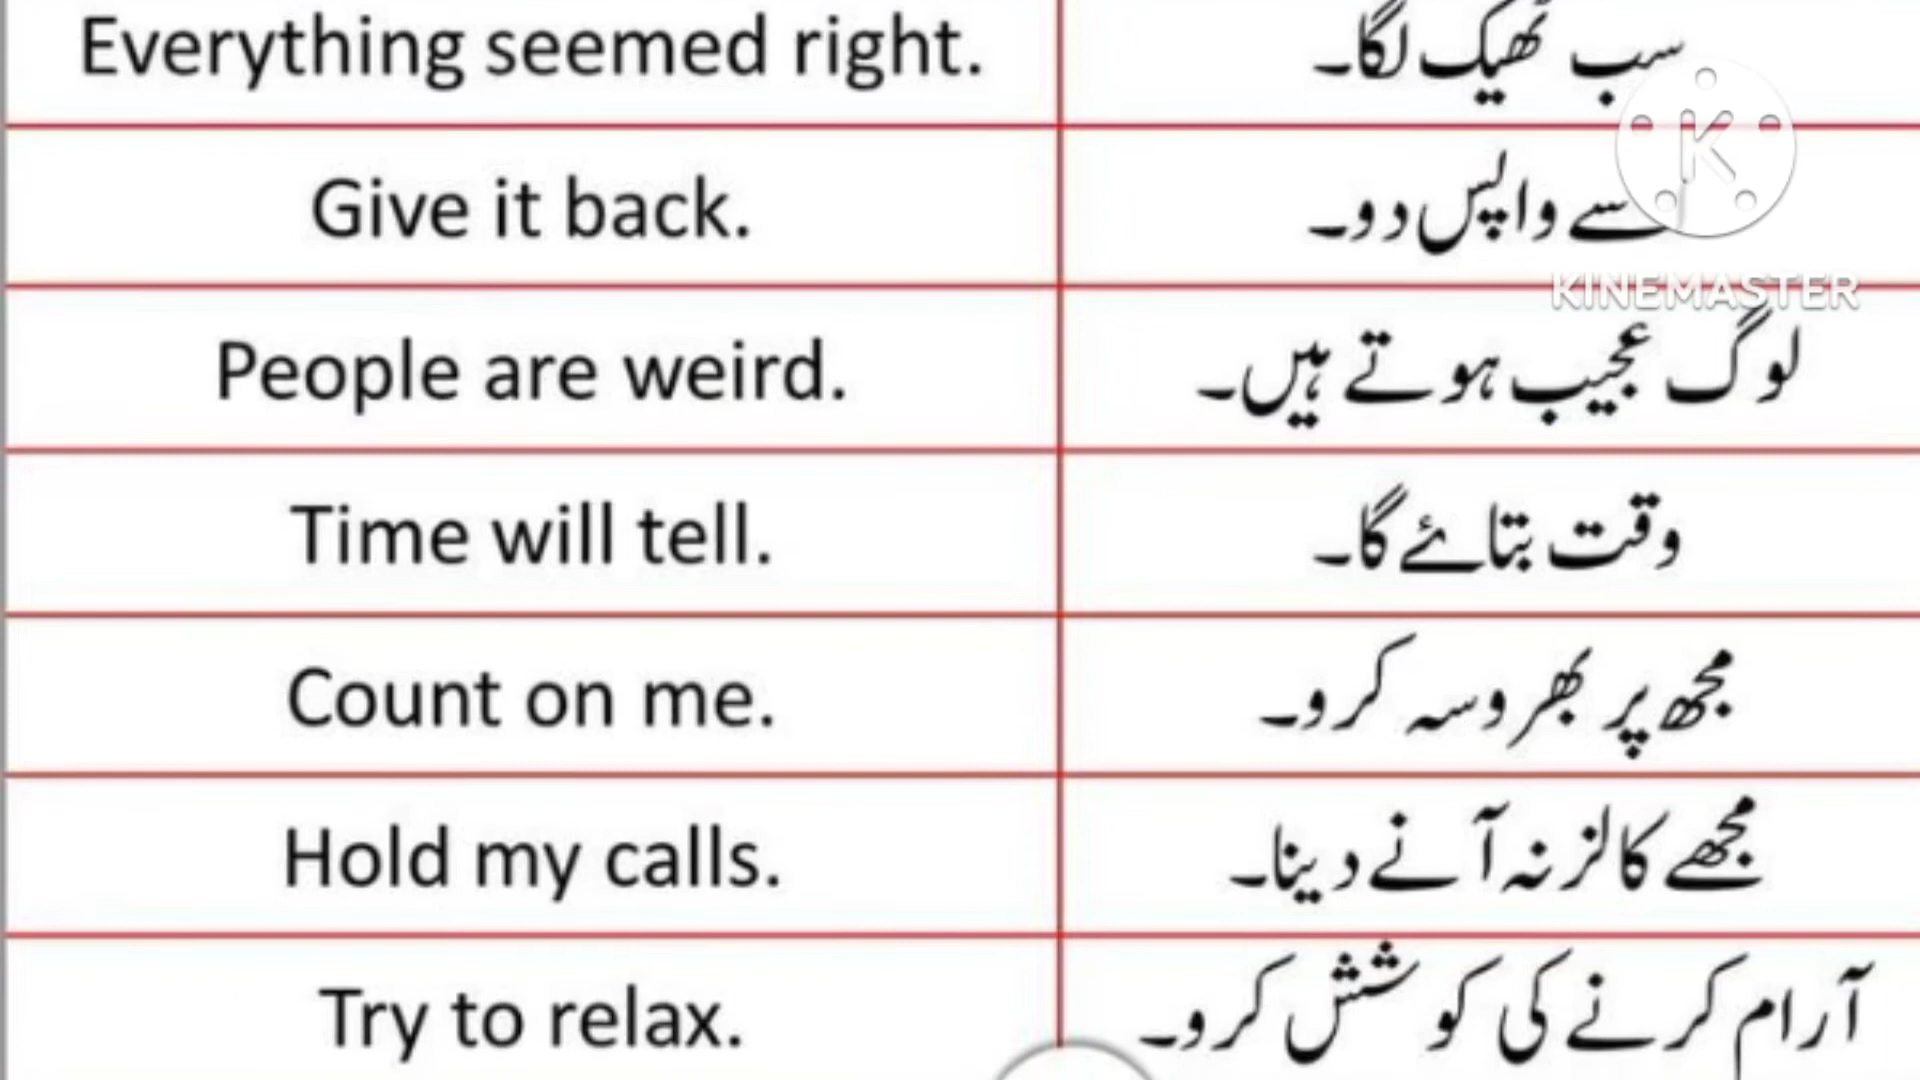 Everything seemed right. سب ٹھیک لگا۔
Give it back. واپس دو۔
KINEMASTER
People are weird. لوگ عجیب ہوتے ہیں۔
Time will tell. وقت بتائے گا۔
Count on me. مجھ پر بھروسہ کرو۔
Hold my calls. مجھے کالز نہ آنے دینا۔
Try to relax. آرام کرنے کی کوشش کرو۔